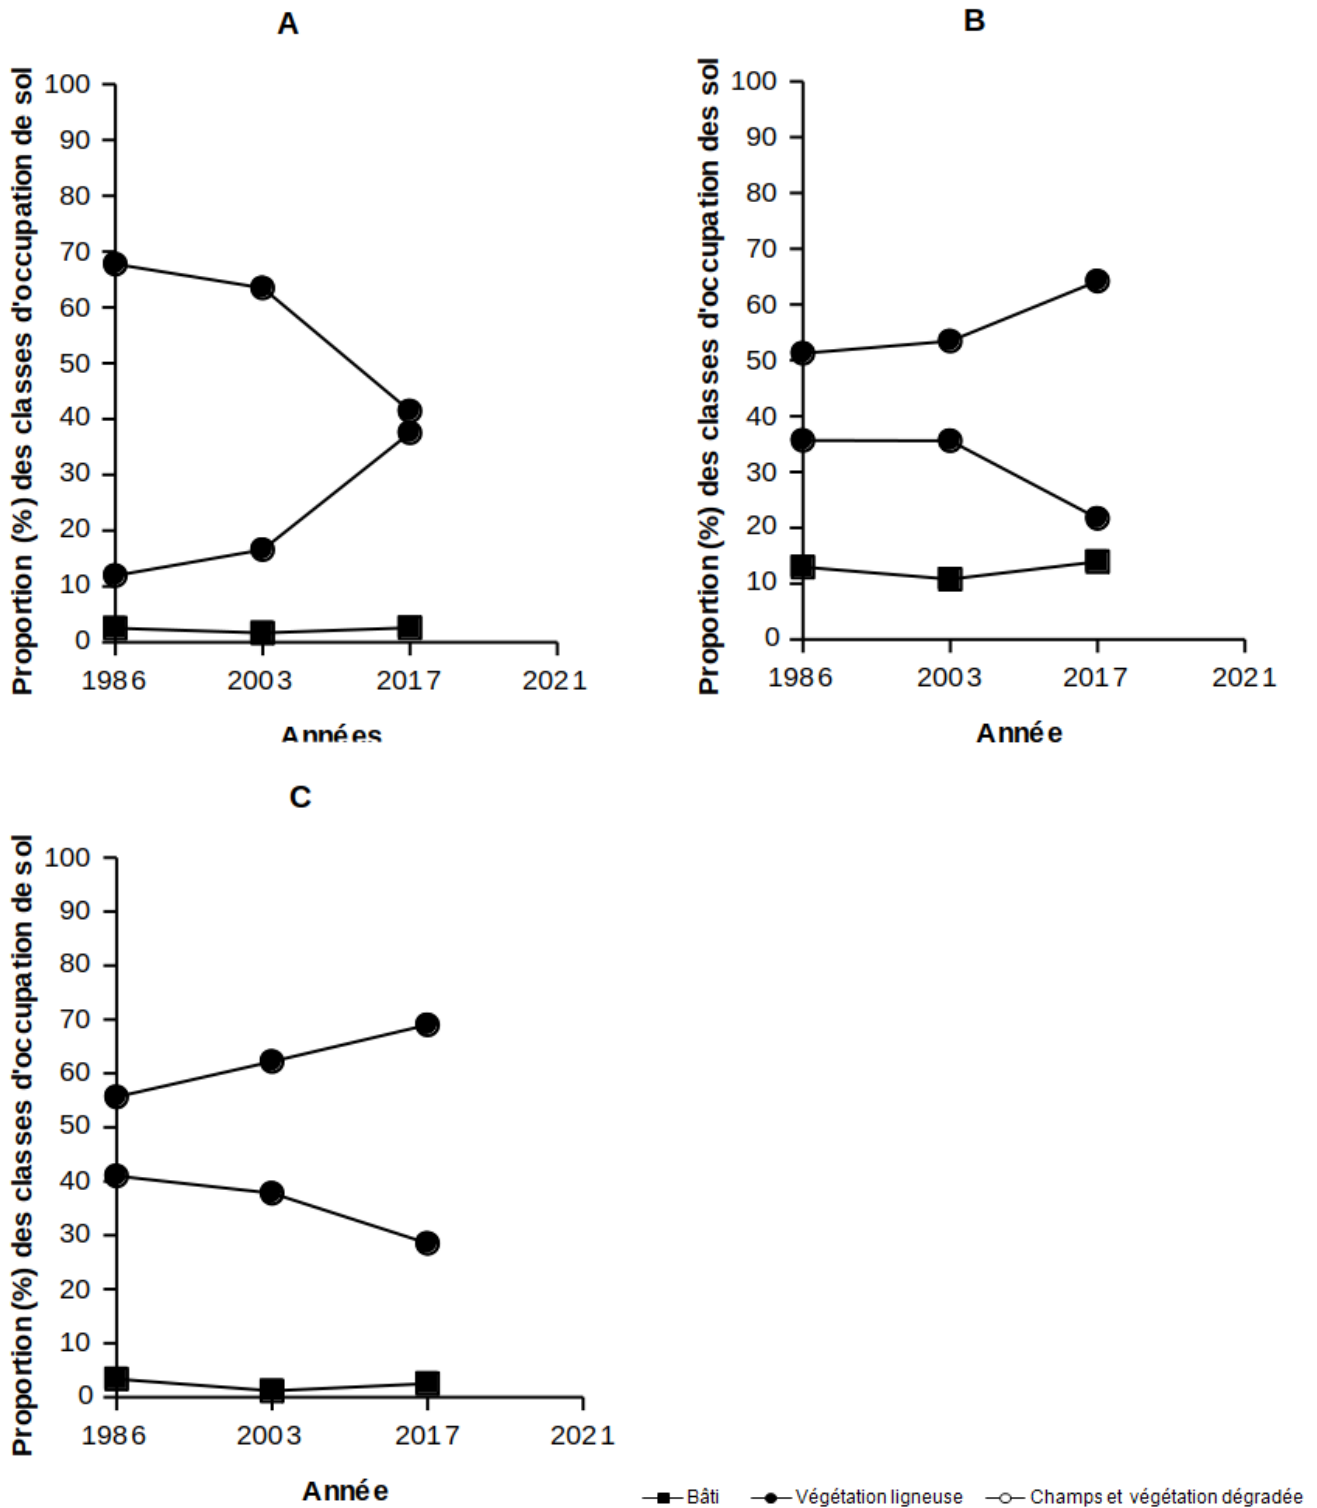 A
Proportion (%) des classes d'occupation de sol
100
90
80
70
60
50
40
30
20
10
0
1986 2003 2017 2021
Années
B
Proportion (%) des classes d'occupation des sol
100
90
80
70
60
50
40
30
20
10
0
1986 2003 2017 2021
Année
C
Proportion (%) des classes d'occupation de sol
100
90
80
70
60
50
40
30
20
10
0
1986 2003 2017 2021
Année
Bâti Végétation ligneuse Champs et végétation dégradée